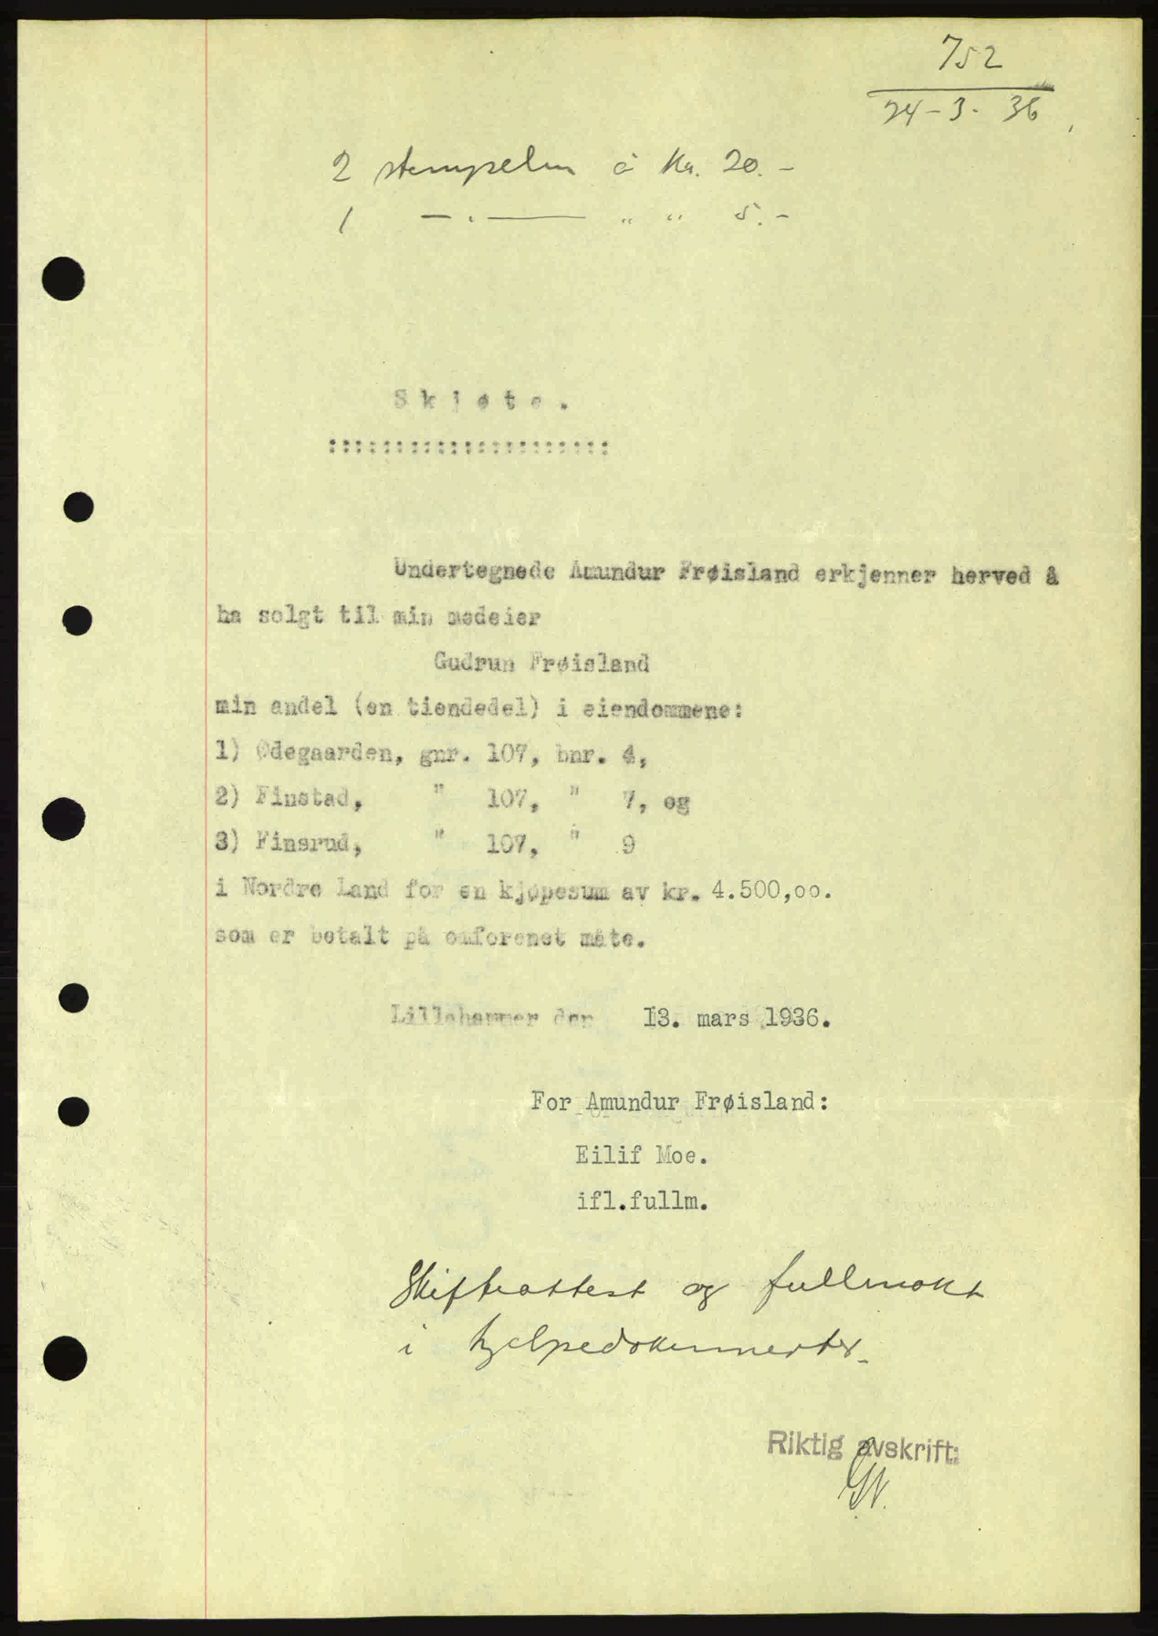 752
24-3-36
2 stempelm à Kr. 20.-
1 —.— " " 5.-
Skjøte.
:::::::::::::::::::::
Undertegnede Amundur Frøisland erkjenner herved å
ha solgt til min medeier
Gudrun Frøisland
min andel (en tiendedel) i eiendommene:
1) Ødegaarden, gnr. 107, bnr. 4,
2) Finstad, " 107, " 7, og
3) Finsrud, " 107, " 9
i Nordre Land for en kjøpesum av kr. 4.500,oo.
som er betalt på omforenet måte.
Lillehammer den 13. mars 1936.
For Amundur Frøisland:
Eilif Moe.
ifl.fullm.
Skifteattest og fullmakt
i hjelpedokumenter.
Riktig avskrift: